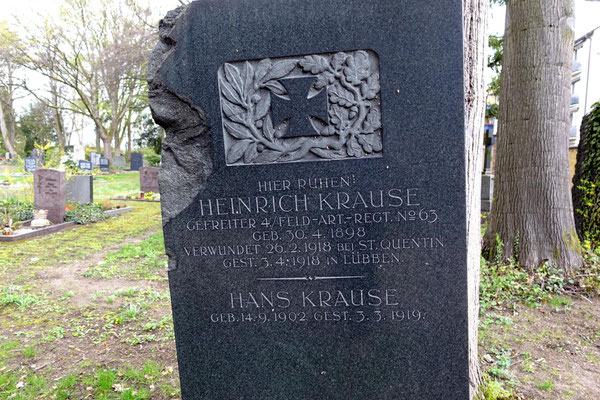 HIER RUHEN:
HEINRICH KRAUSE
GEFREITER 4/FELD-ART.-REGT. No 63
GEB. 30. 4. 1898
VERWUNDET 26. 2. 1918 BEI ST. QUENTIN
GEST. 3. 4. 1918 IN LÜBBEN.
HANS KRAUSE
GEB. 14. 9. 1902 GEST. 3. 3. 1919.